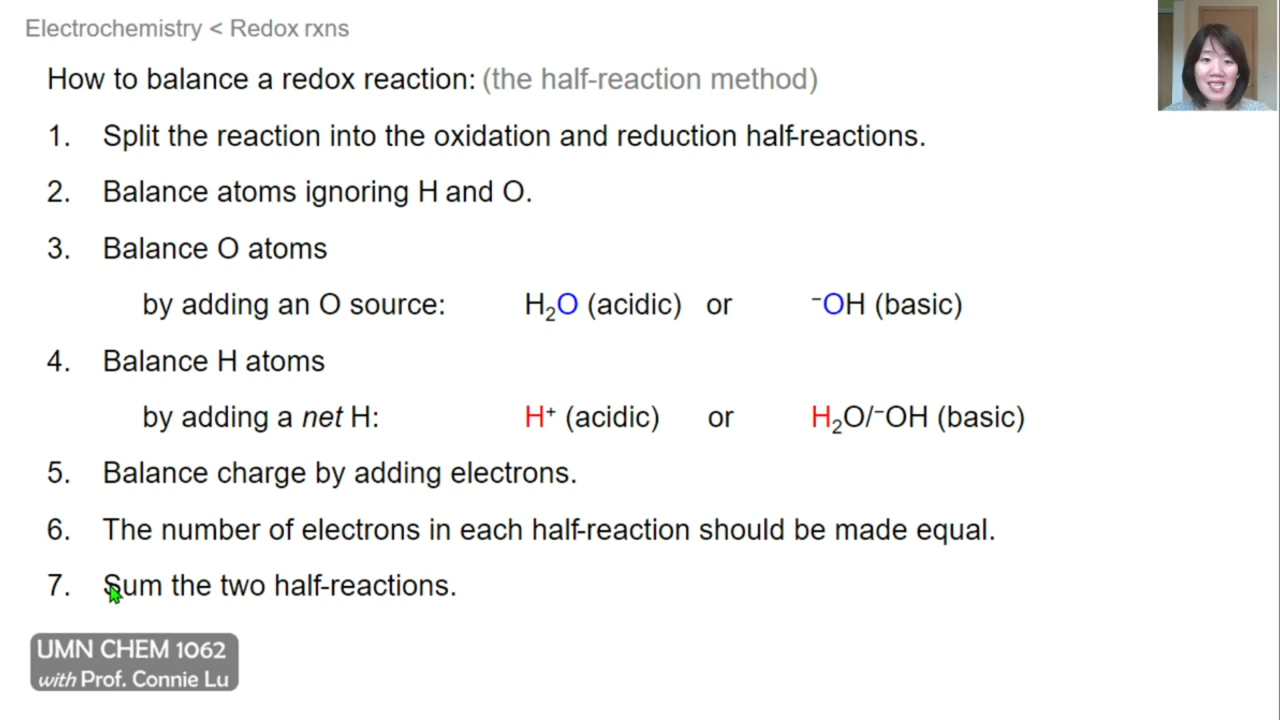 Electrochemistry < Redox rxns
How to balance a redox reaction: (the half-reaction method)
1. Split the reaction into the oxidation and reduction half-reactions.
2. Balance atoms ignoring H and O.
3. Balance O atoms
by adding an O source: H₂O (acidic) or ⁻OH (basic)
4. Balance H atoms
by adding a net H: H⁺ (acidic) or H₂O/⁻OH (basic)
5. Balance charge by adding electrons.
6. The number of electrons in each half-reaction should be made equal.
7. Sum the two half-reactions.
UMN CHEM 1062
with Prof. Connie Lu